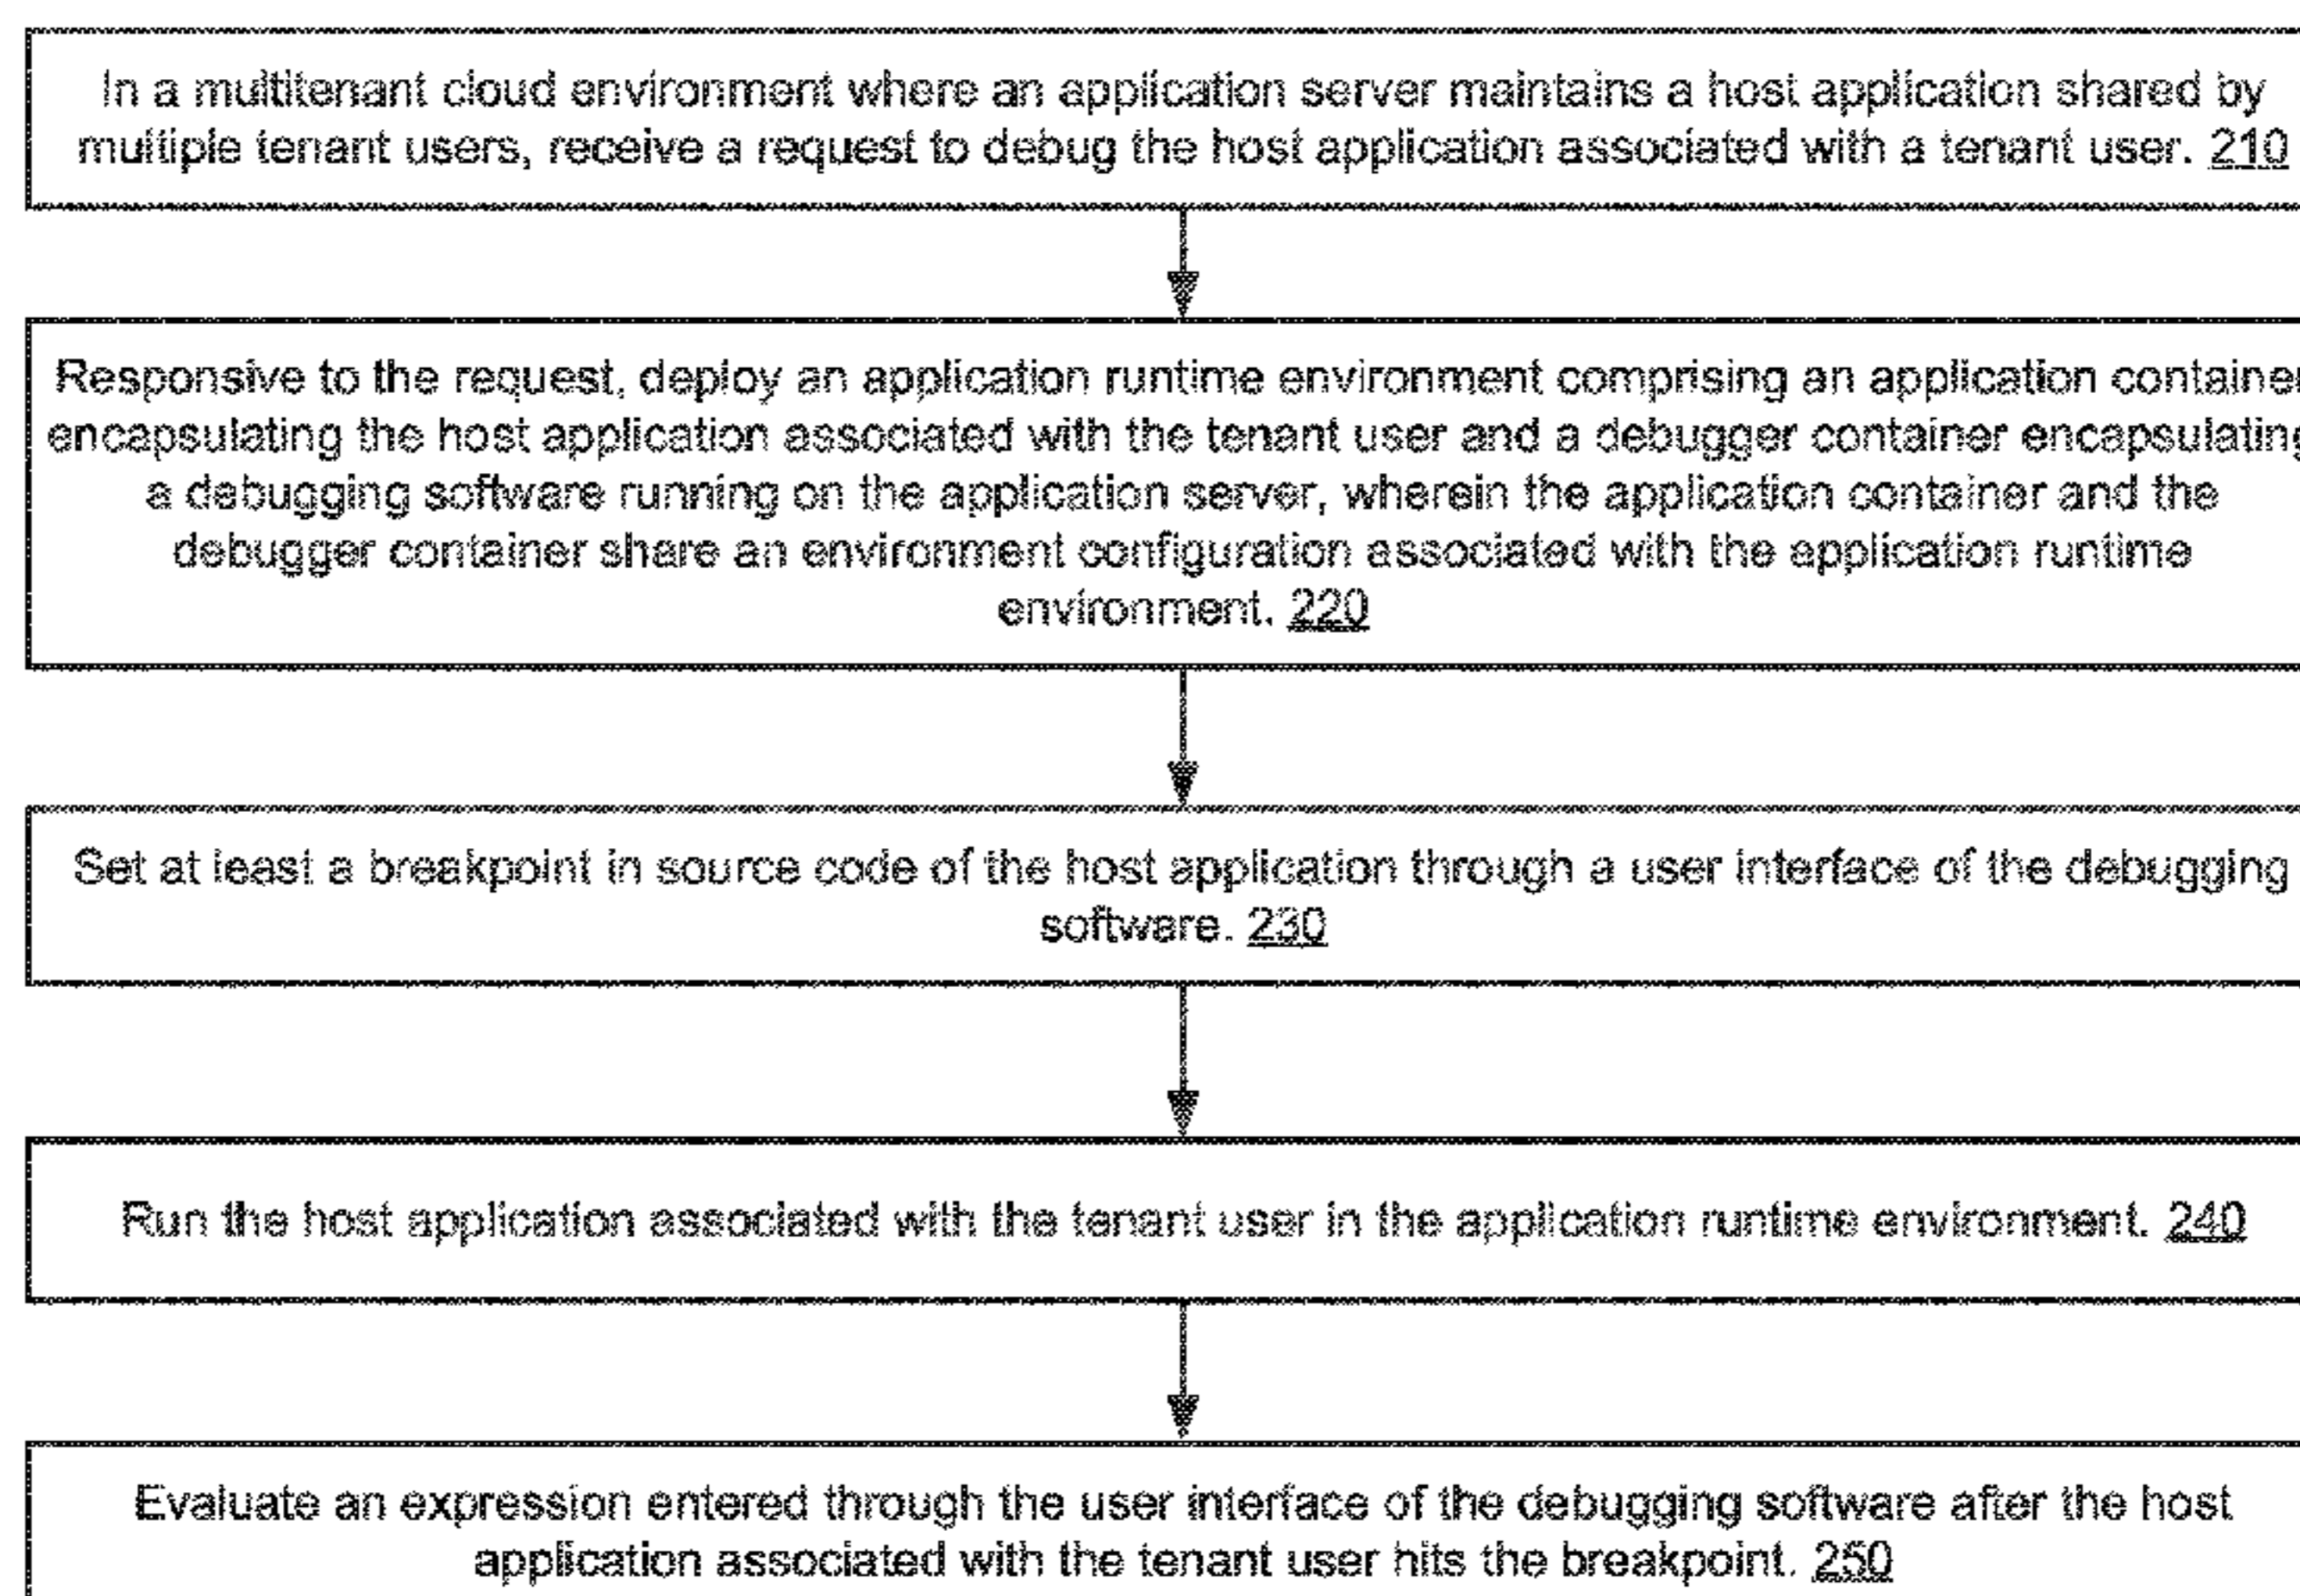 In a multitenant cloud environment where an application server maintains a host application shared by
multiple tenant users, receive a request to debug the host application associated with a tenant user. 210
Responsive to the request, deploy an application runtime environment comprising an application container
encapsulating the host application associated with the tenant user and a debugger container encapsulating
a debugging software running on the application server, wherein the application container and the
debugger container share an environment configuration associated with the application runtime
environment. 220
Set at least a breakpoint in source code of the host application through a user interface of the debugging
software. 230
Run the host application associated with the tenant user in the application runtime environment. 240
Evaluate an expression entered through the user interface of the debugging software after the host
application associated with the tenant user hits the breakpoint. 250